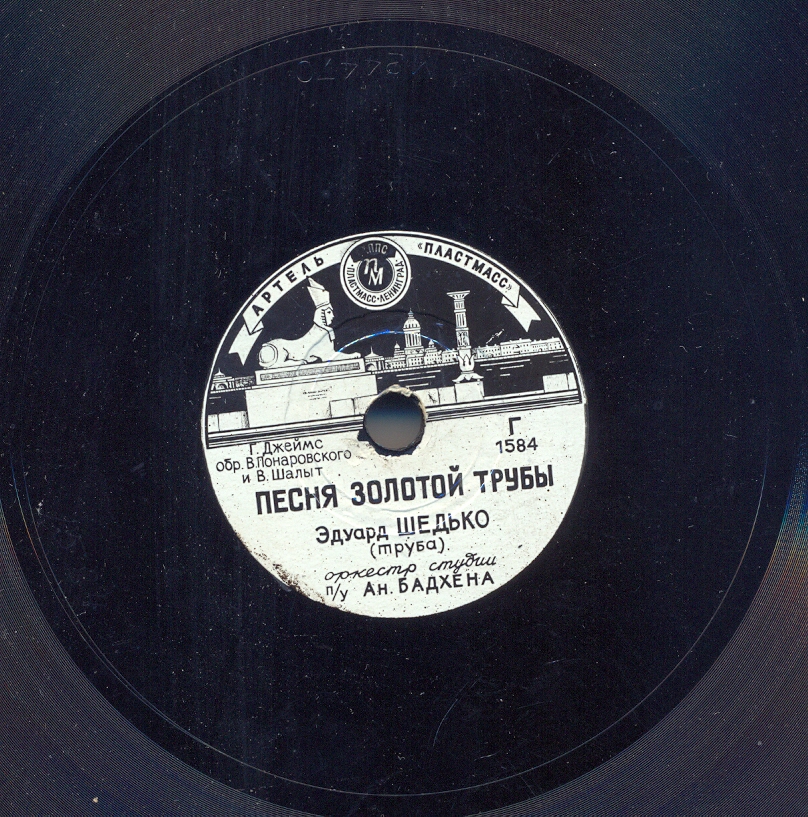 АРТЕЛЬ «ПЛАСТМАСС»
ЛПС
ПМ
ПЛАСТМАСС-ЛЕНИНГРАД
Г
1584
Г. Джеймс
обр. В. Понаровского
и В. Шалыт
ПЕСНЯ ЗОЛОТОЙ ТРУБЫ
Эдуард ШЕДЬКО
(труба).
оркестр студии
п/у Ан. БАДХЕНА